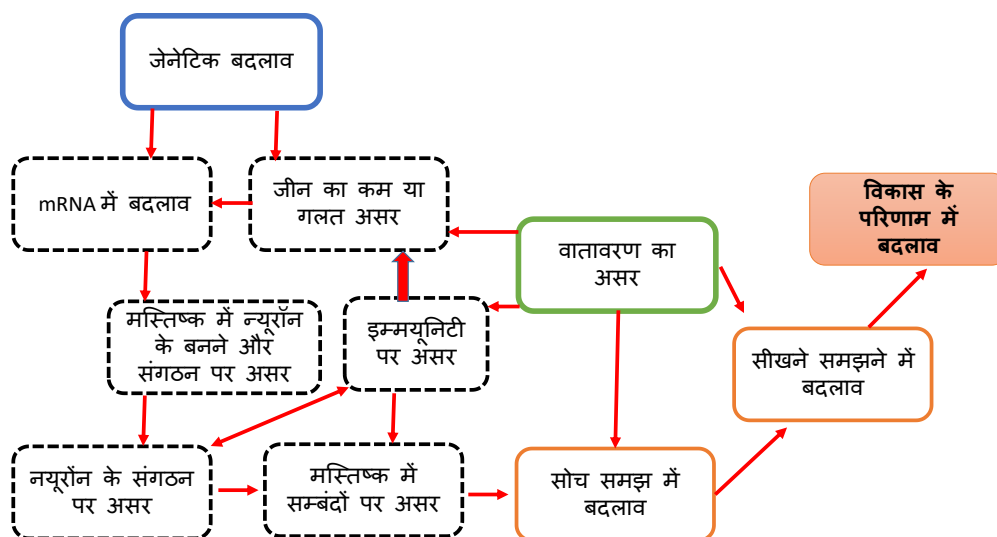 जेनेटिक बदलाव
mRNA में बदलाव
जीन का कम या
गलत असर
विकास के
परिणाम में
बदलाव
वातावरण का
असर
मस्तिष्क में न्यूरॉन
के बनने और
संगठन पर असर
इम्मयूनिटी
पर असर
सीखने समझने में
बदलाव
नयूरोंन के संगठन
पर असर
मस्तिष्क में
सम्बंदों पर असर
सोच समझ में
बदलाव